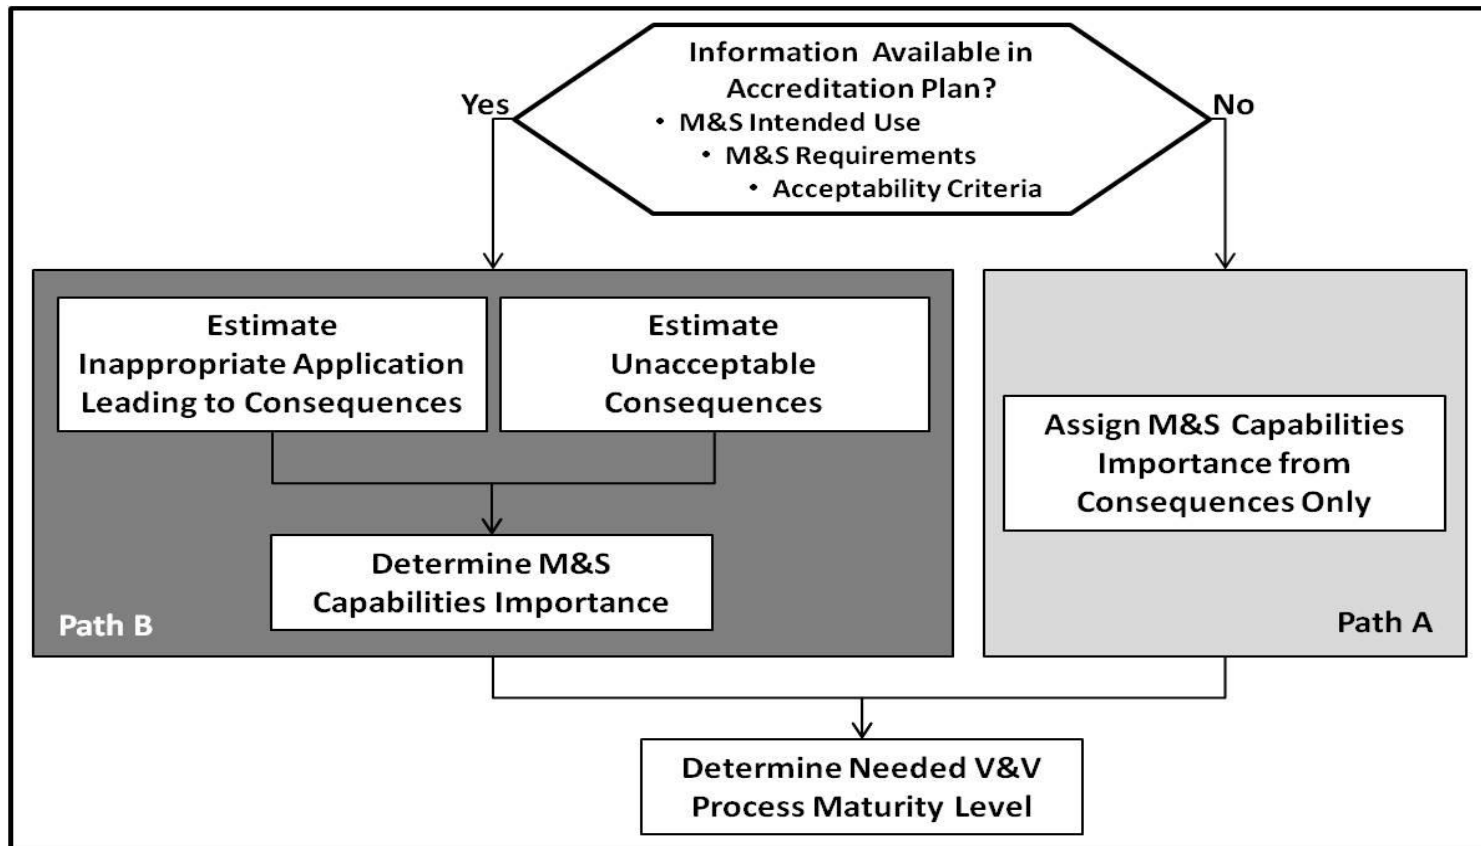 Information Available in
Accreditation Plan?
Yes
No
• M&S Intended Use
• M&S Requirements
• Acceptability Criteria
Estimate
Inappropriate Application
Leading to Consequences
Estimate
Unacceptable
Consequences
Assign M&S Capabilities
Importance from
Consequences Only
Determine M&S
Capabilities Importance
Path B
Path A
Determine Needed V&V
Process Maturity Level